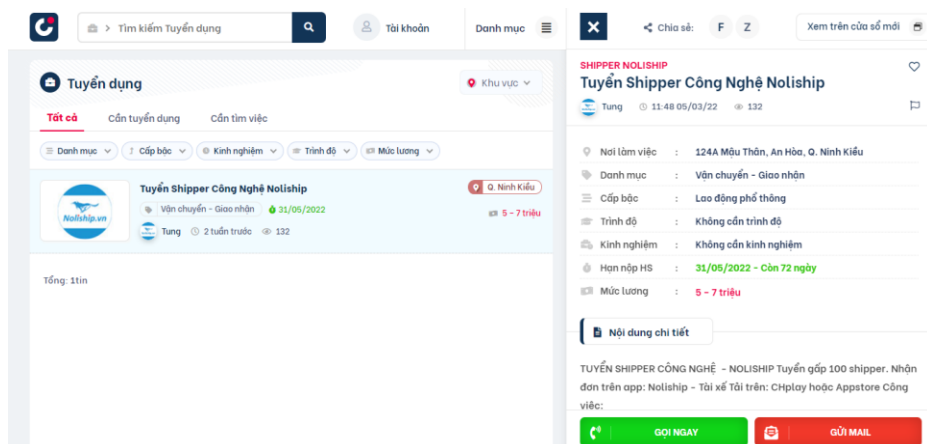 Tìm kiếm Tuyển dụng
Tài khoản
Danh mục
Tuyển dụng
Khu vực
Tất cả
Cần tuyển dụng
Cần tìm việc
Danh mục
Cấp bậc
Kinh nghiệm
Trình độ
Mức lương
Noliship.vn
Tuyển Shipper Công Nghệ Noliship
Q. Ninh Kiều
Vận chuyển - Giao nhận
31/05/2022
5 - 7 triệu
Tung
2 tuần trước
132
Tổng: 1tin
Chia sẻ:
F
Z
Xem trên cửa sổ mới
SHIPPER NOLISHIP
Tuyển Shipper Công Nghệ Noliship
Tung
11:48 05/03/22
132
Nơi làm việc : 124A Mậu Thân, An Hòa, Q. Ninh Kiều
Danh mục : Vận chuyển - Giao nhận
Cấp bậc : Lao động phổ thông
Trình độ : Không cần trình độ
Kinh nghiệm : Không cần kinh nghiệm
Hạn nộp HS : 31/05/2022 - Còn 72 ngày
Mức lương : 5 - 7 triệu
Nội dung chi tiết
TUYỂN SHIPPER CÔNG NGHỆ - NOLISHIP Tuyển gấp 100 shipper. Nhận
đơn trên app: Noliship - Tài xế Tải trên: CHplay hoặc Appstore Công
việc:
GỌI NGAY
GỬI MAIL